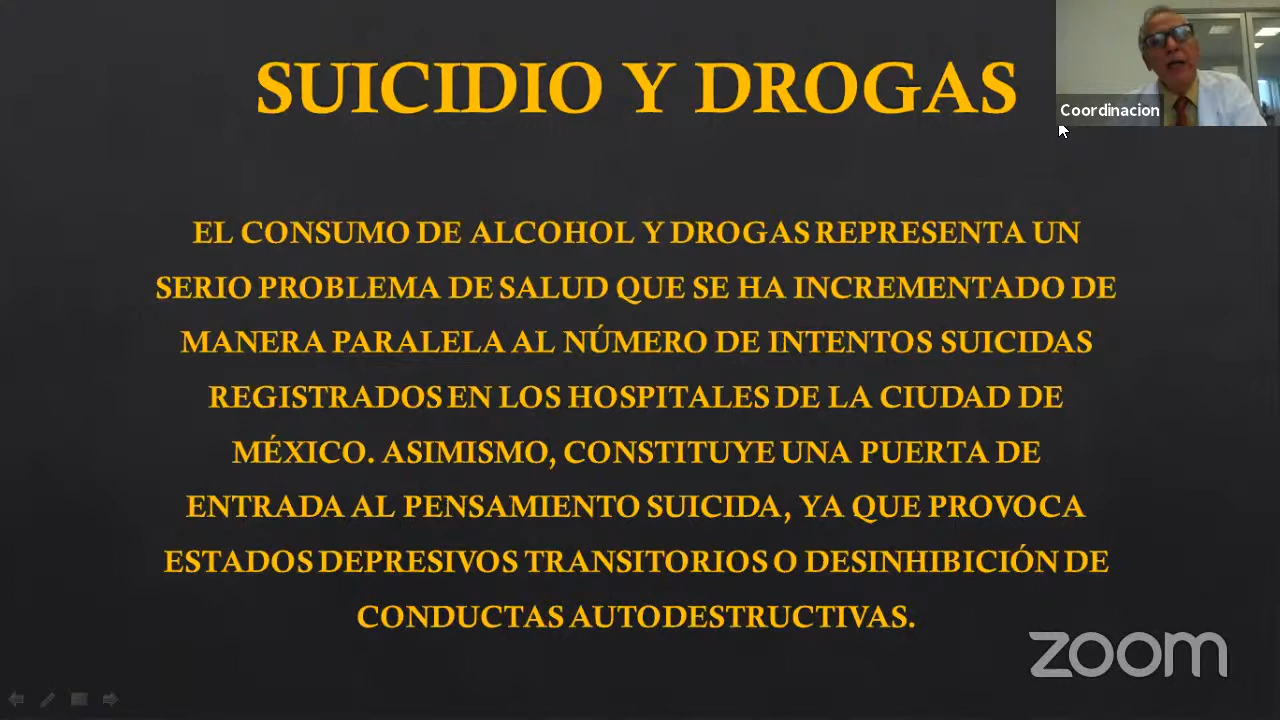 SUICIDIO Y DROGAS
Coordinacion
EL CONSUMO DE ALCOHOL Y DROGAS REPRESENTA UN
SERIO PROBLEMA DE SALUD QUE SE HA INCREMENTADO DE
MANERA PARALELA AL NÚMERO DE INTENTOS SUICIDAS
REGISTRADOS EN LOS HOSPITALES DE LA CIUDAD DE
MÉXICO. ASIMISMO, CONSTITUYE UNA PUERTA DE
ENTRADA AL PENSAMIENTO SUICIDA, YA QUE PROVOCA
ESTADOS DEPRESIVOS TRANSITORIOS O DESINHIBICIÓN DE
CONDUCTAS AUTODESTRUCTIVAS.
zoom